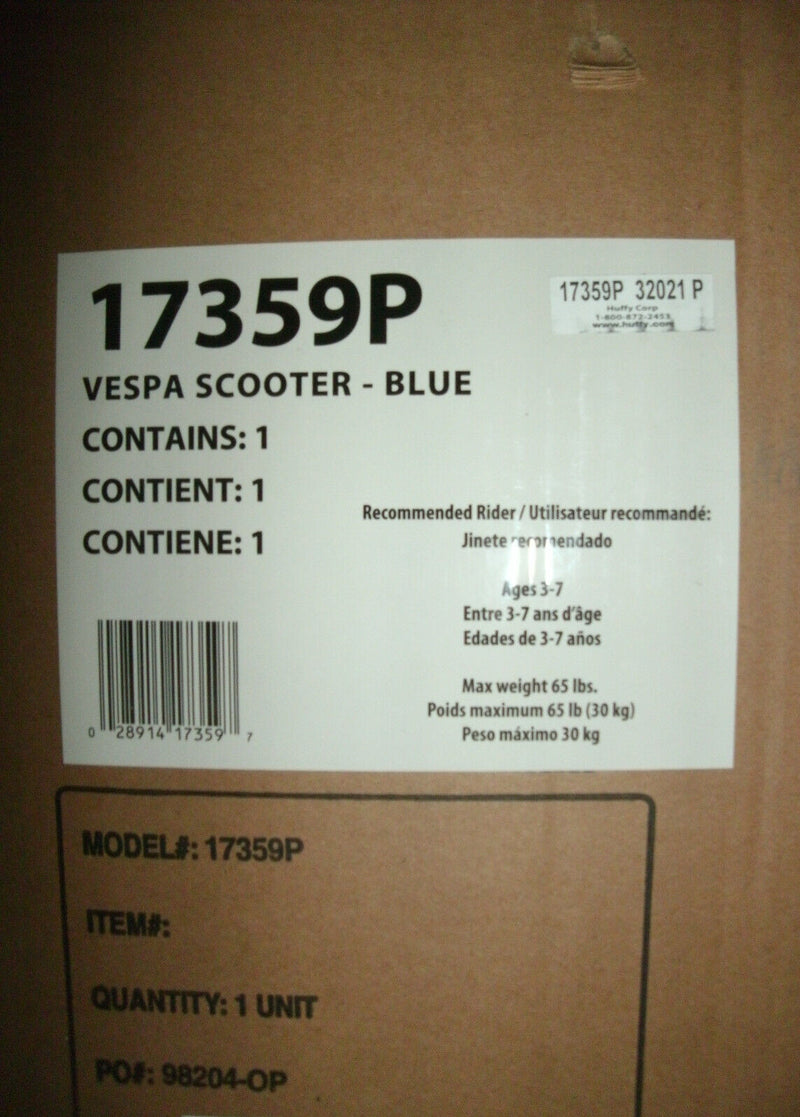 17359P
VESPA SCOOTER - BLUE
CONTAINS: 1
CONTIENT: 1
CONTIENE: 1
17359P 32021 P
Huffy Corp
1-800-872-2453
www.huffy.com
Recommended Rider / Utilisateur recommandé:
Jinete recomendado
Ages 3-7
Entre 3-7 ans d'âge
Edades de 3-7 años
Max weight 65 lbs.
Poids maximum 65 lb (30 kg)
Peso máximo 30 kg
0 28914 17359 7
MODEL#: 17359P
ITEM#:
QUANTITY: 1 UNIT
PO#: 98204-OP